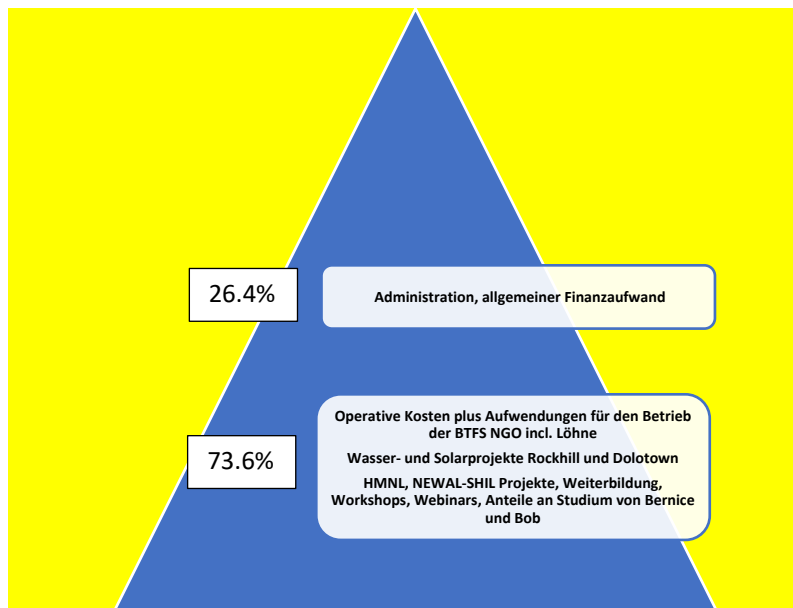 26.4%
Administration, allgemeiner Finanzaufwand
73.6%
Operative Kosten plus Aufwendungen für den Betrieb
der BTFS NGO incl. Löhne
Wasser- und Solarprojekte Rockhill und Dolotown
HMNL, NEWAL-SHIL Projekte, Weiterbildung,
Workshops, Webinars, Anteile an Studium von Bernice
und Bob